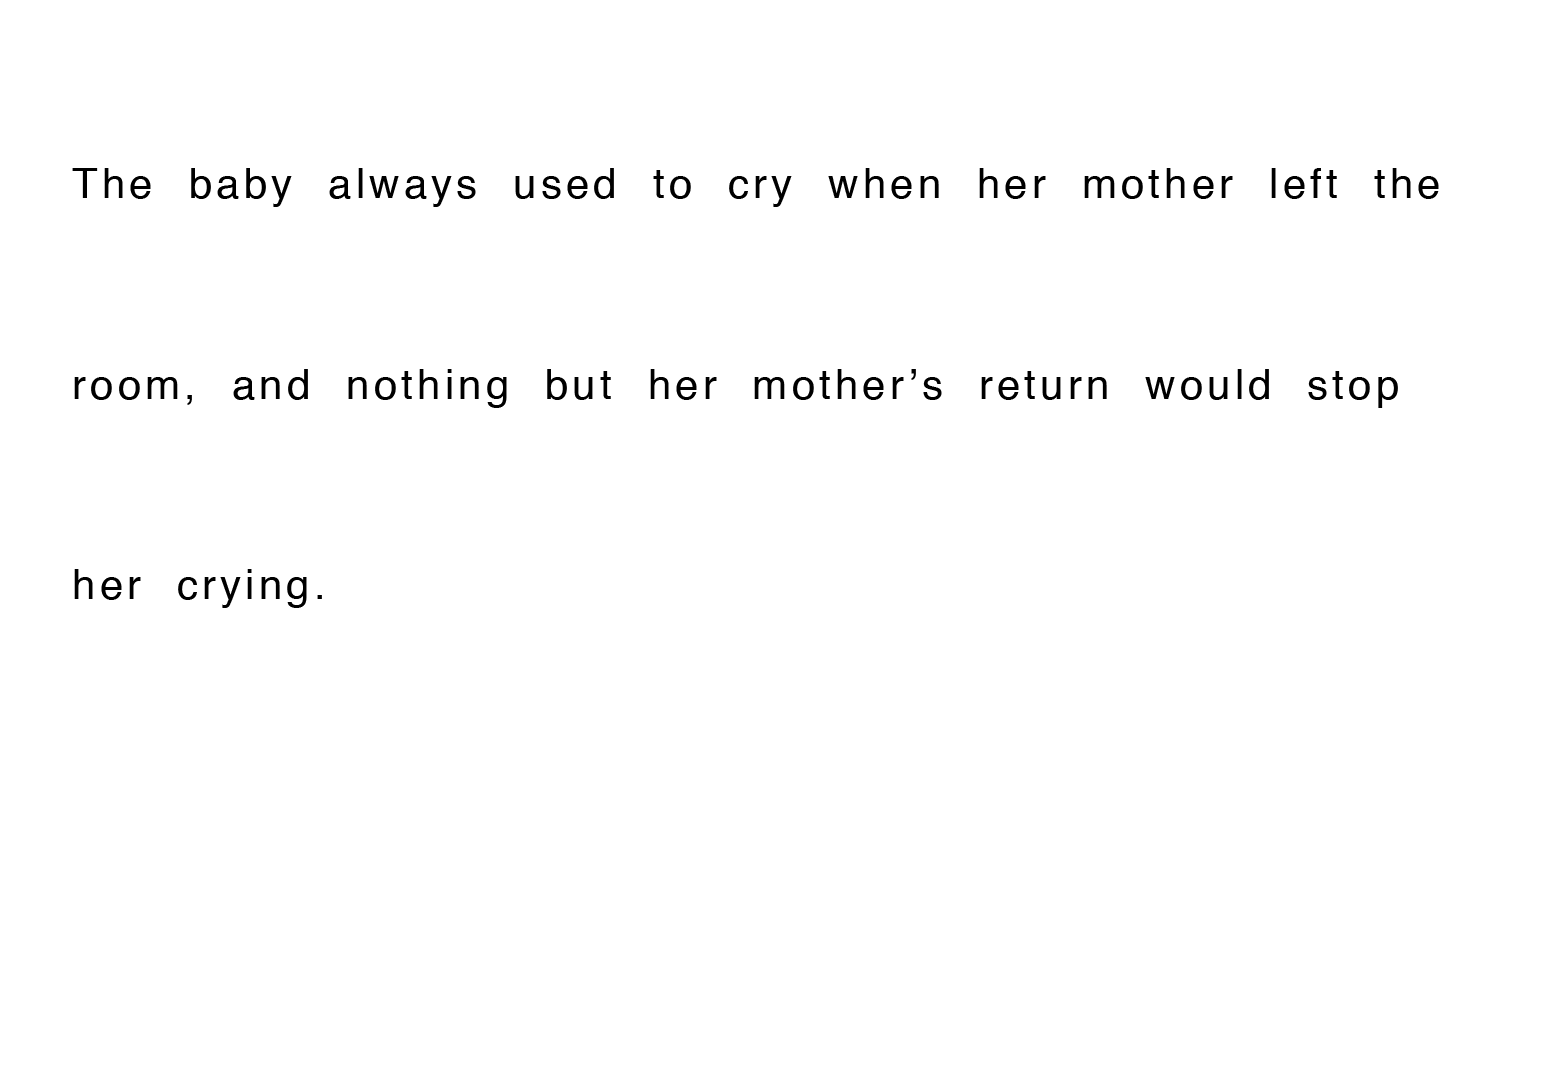 The baby always used to cry when her mother left the
room, and nothing but her mother’s return would stop
her crying.